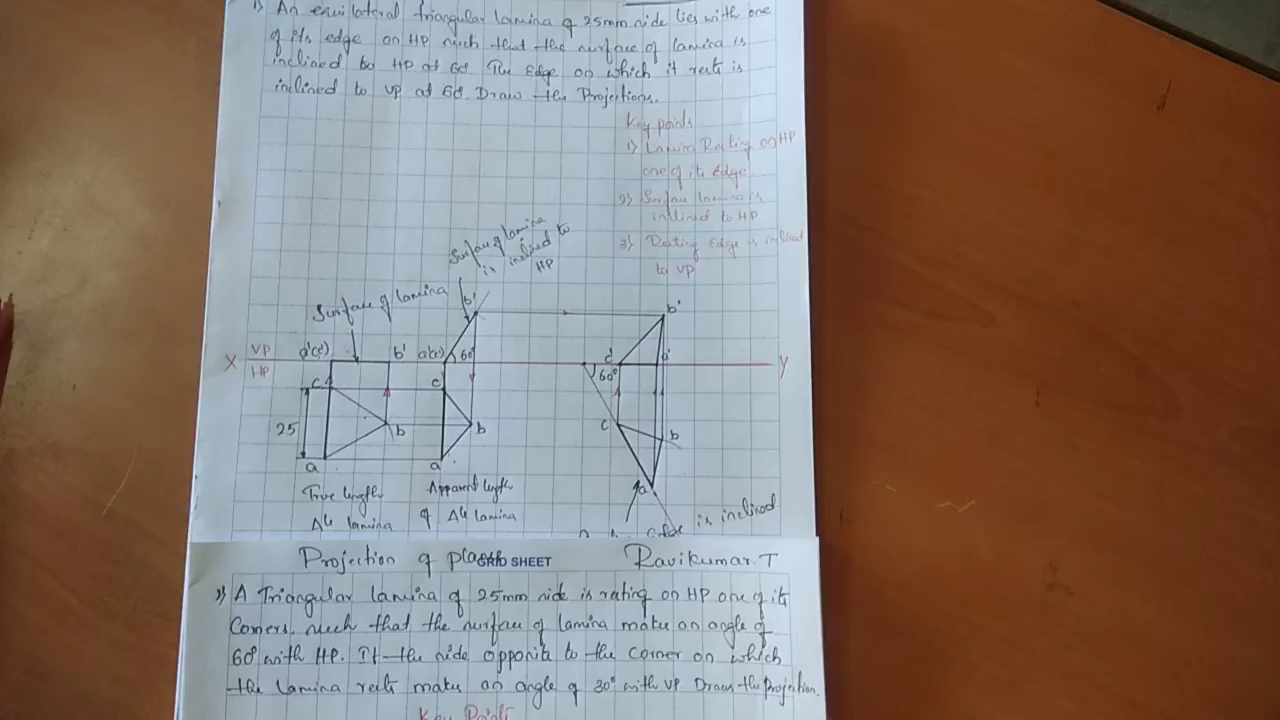 1) An equilateral triangular lamina of 25mm side lies with one
of its edge on HP such that the surface of lamina is
inclined to HP at 60°. The Edge on which it rests is
inclined to VP at 60°. Draw the Projections.
Key points
1) Lamina Resting on HP
one of its Edge
2) Surface lamina is
inclined to HP
3) Resting Edge is inclined
to VP
Surface of lamina
is inclined to
HP
Surface of lamina
b'
b'
X VP a'(c') b' a'(c') 60° c' a' Y
HP 60°
c c c
25 b b b
a a a
True length Apparent length
Δle lamina of Δle lamina
Edge is inclined
Projection of GRID SHEET Ravikumar.T
2) A Triangular lamina of 25mm side is resting on HP one of its
Corners, such that the surface of lamina makes an angle of
60° with HP. If the side opposite to the corner on which
the lamina rests makes an angle of 30° with VP. Draw the Projection.
Key Points